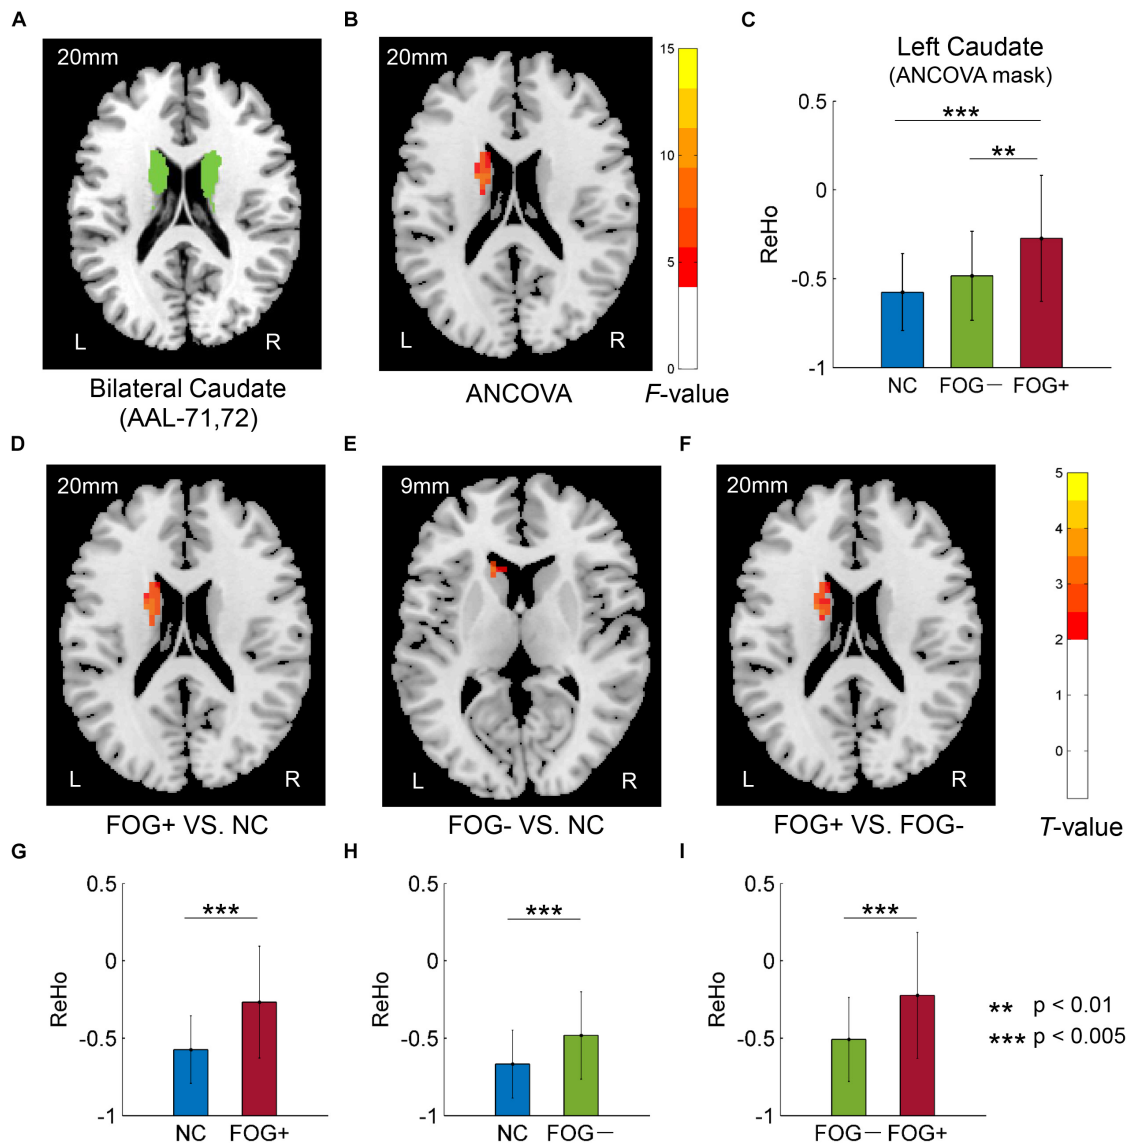 A
20mm
L
R
Bilateral Caudate
(AAL-71,72)
B
20mm
L
R
ANCOVA
15
10
5
0
F-value
C
Left Caudate
(ANCOVA mask)
***
**
0.5
0
-0.5
-1
ReHo
NC
FOG—
FOG+
D
20mm
L
R
FOG+ VS. NC
E
9mm
L
R
FOG- VS. NC
F
20mm
L
R
FOG+ VS. FOG-
5
4
3
2
1
0
T-value
G
0.5
0
-0.5
-1
ReHo
***
NC
FOG+
H
0.5
0
-0.5
-1
ReHo
***
NC
FOG—
I
0.5
0
-0.5
-1
ReHo
***
FOG—
FOG+
** p < 0.01
*** p < 0.005